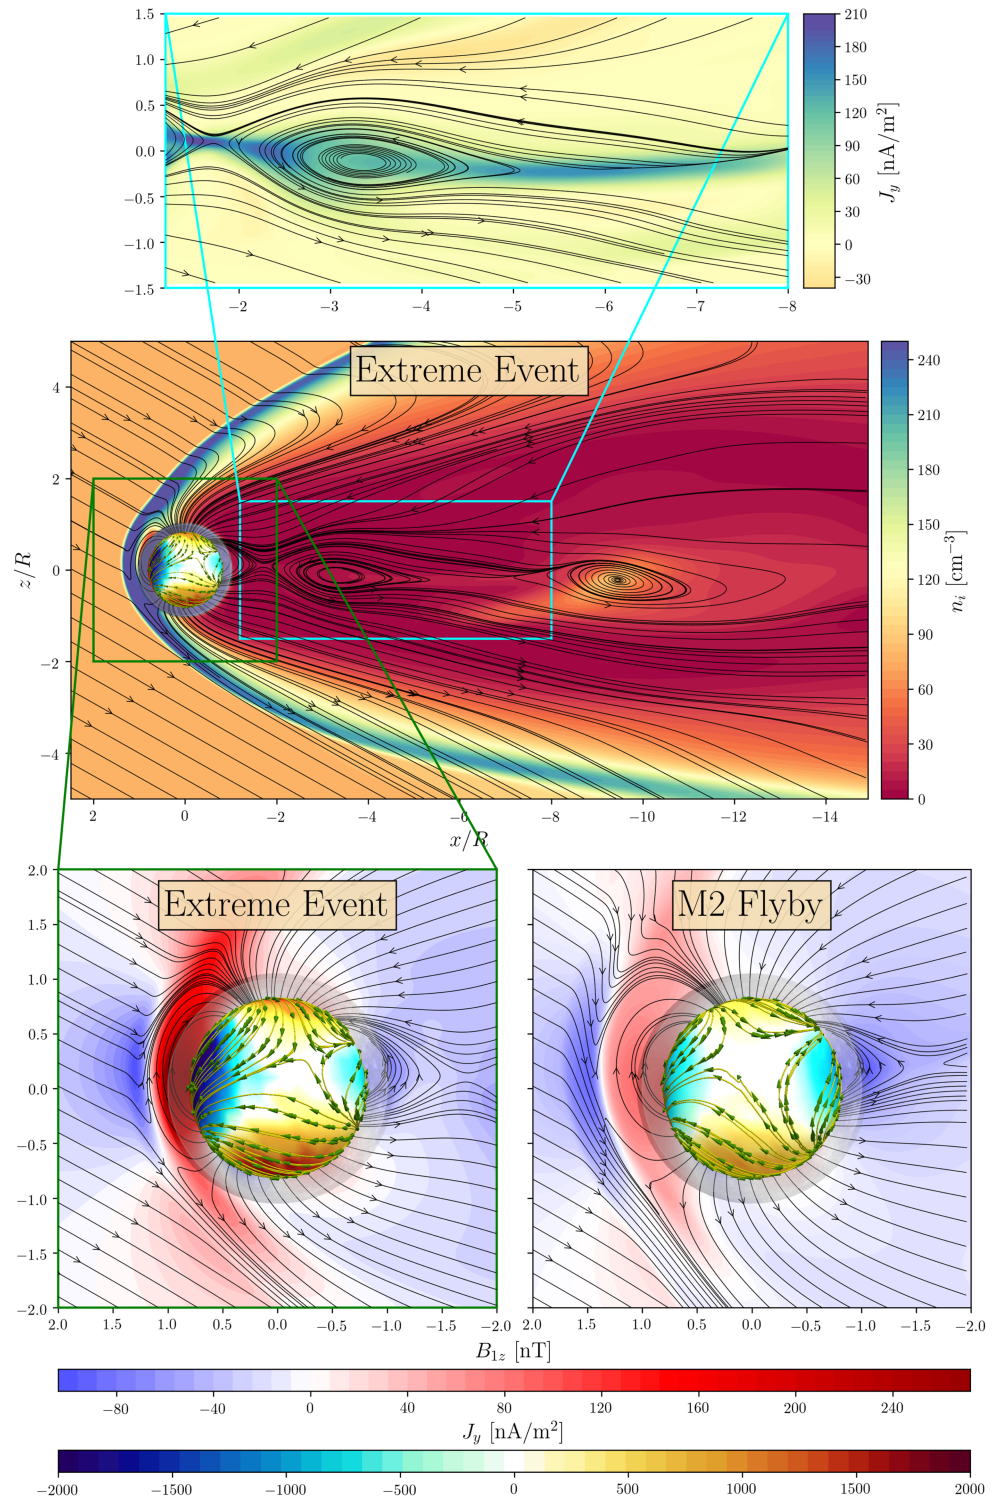 1.5
1.0
0.5
0.0
−0.5
−1.0
−1.5
−2 −3 −4 −5 −6 −7 −8
210
180
150
120
90
60
30
0
−30
J_y [nA/m²]
Extreme Event
4
2
0
−2
−4
z/R
2 0 −2 −4 −6 −8 −10 −12 −14
x/R
240
210
180
150
120
90
60
30
0
n_i [cm⁻³]
Extreme Event
2.0
1.5
1.0
0.5
0.0
−0.5
−1.0
−1.5
−2.0
2.0 1.5 1.0 0.5 0.0 −0.5 −1.0 −1.5 −2.0
M2 Flyby
2.0 1.5 1.0 0.5 0.0 −0.5 −1.0 −1.5 −2.0
B_{1z} [nT]
−80 −40 0 40 80 120 160 200 240
J_y [nA/m²]
−2000 −1500 −1000 −500 0 500 1000 1500 2000